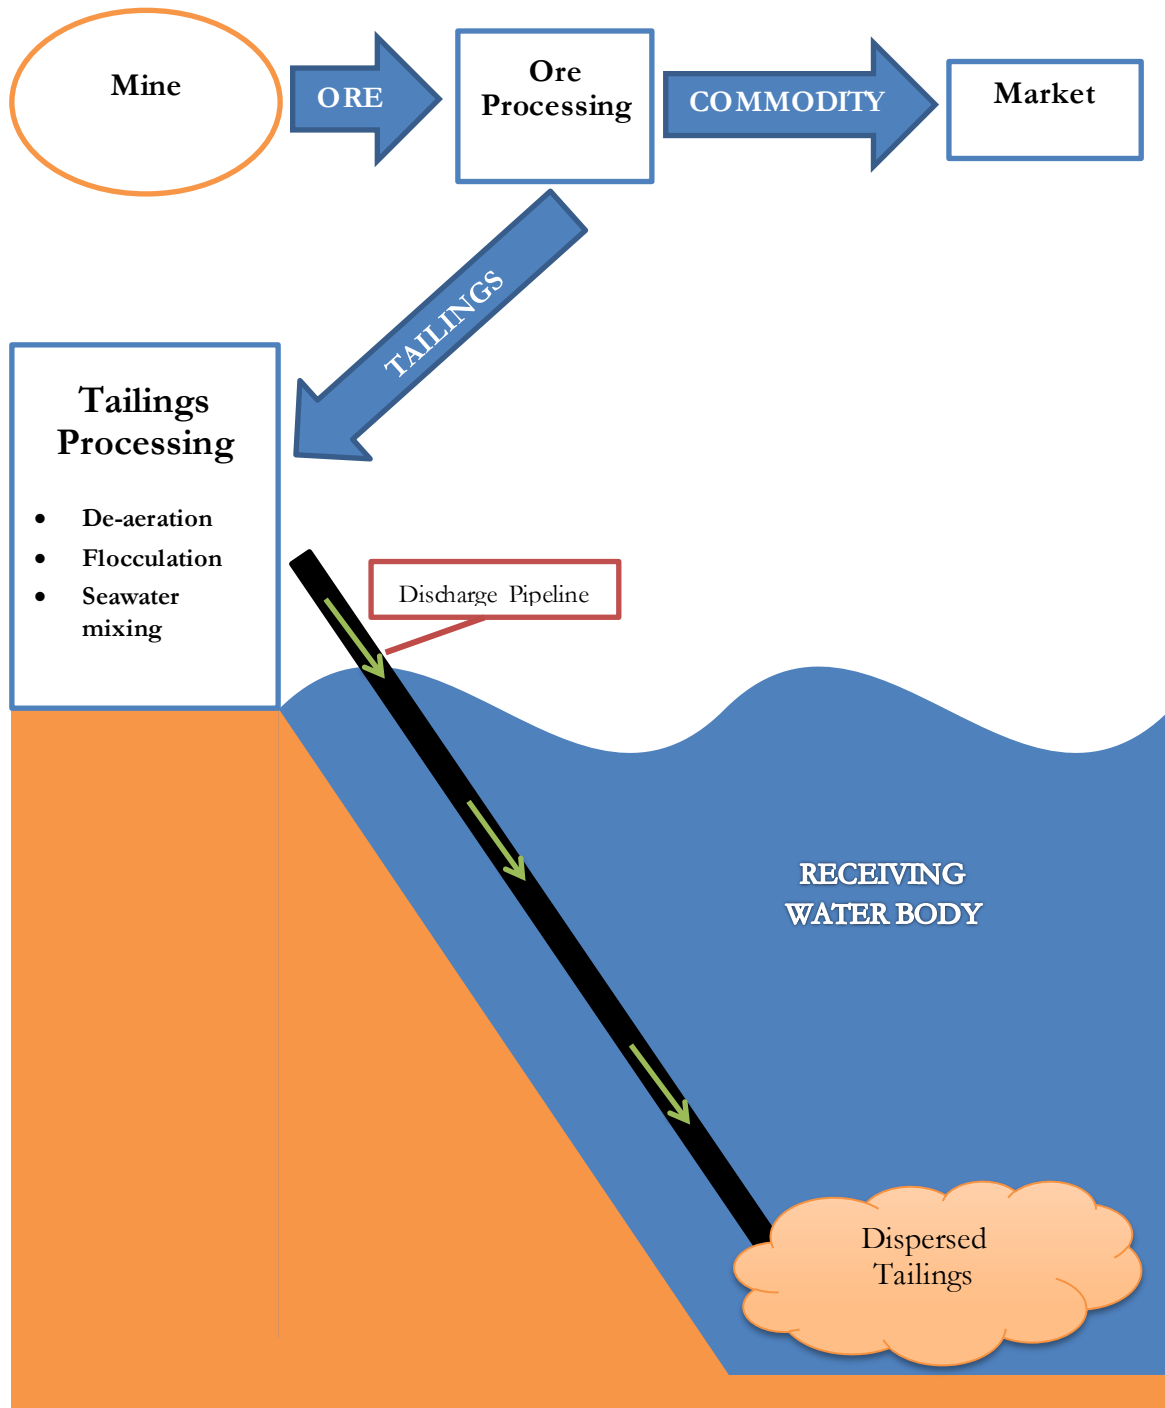 Mine
ORE
Ore
Processing
COMMODITY
Market
TAILINGS
Tailings
Processing
• De-aeration
• Flocculation
• Seawater
mixing
Discharge Pipeline
RECEIVING
WATER BODY
Dispersed
Tailings